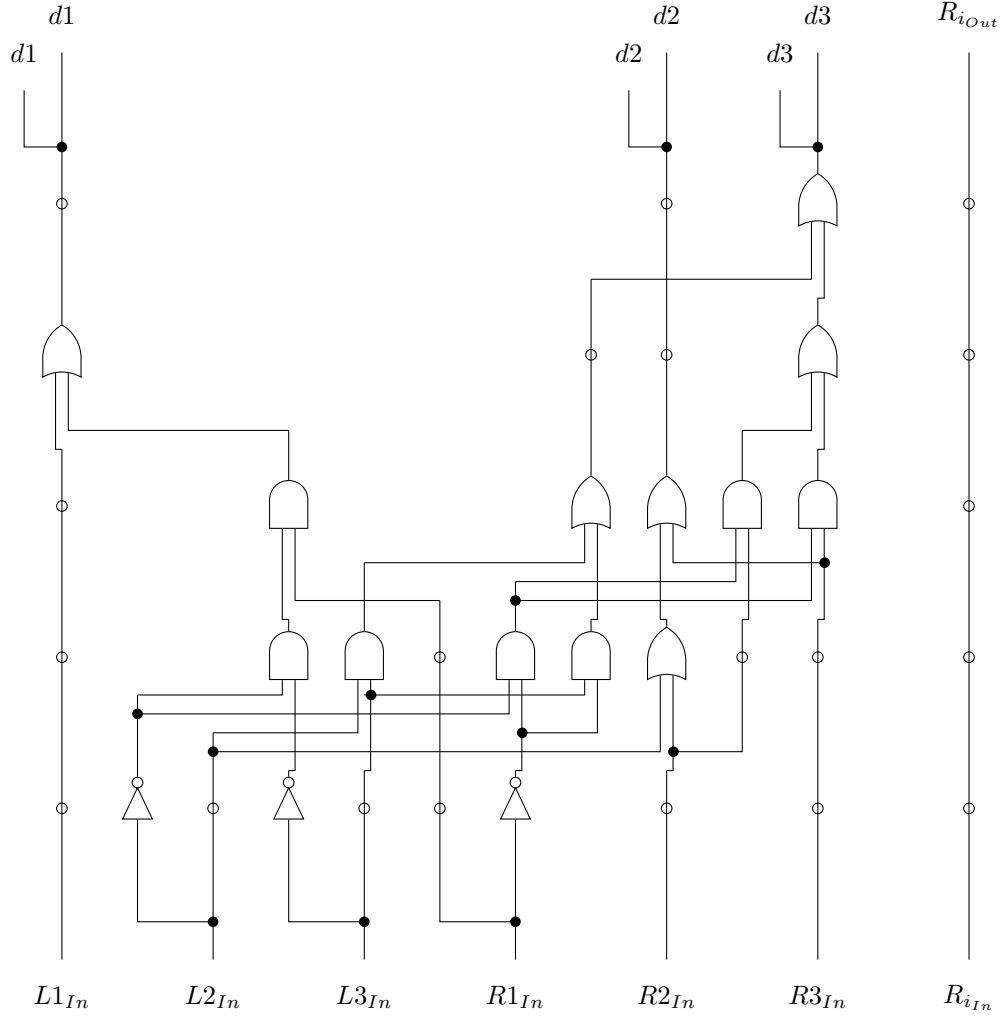 d1 d2 d3 R_{i_{Out}}
d1 d2 d3
L1_{In} L2_{In} L3_{In} R1_{In} R2_{In} R3_{In} R_{i_{In}}